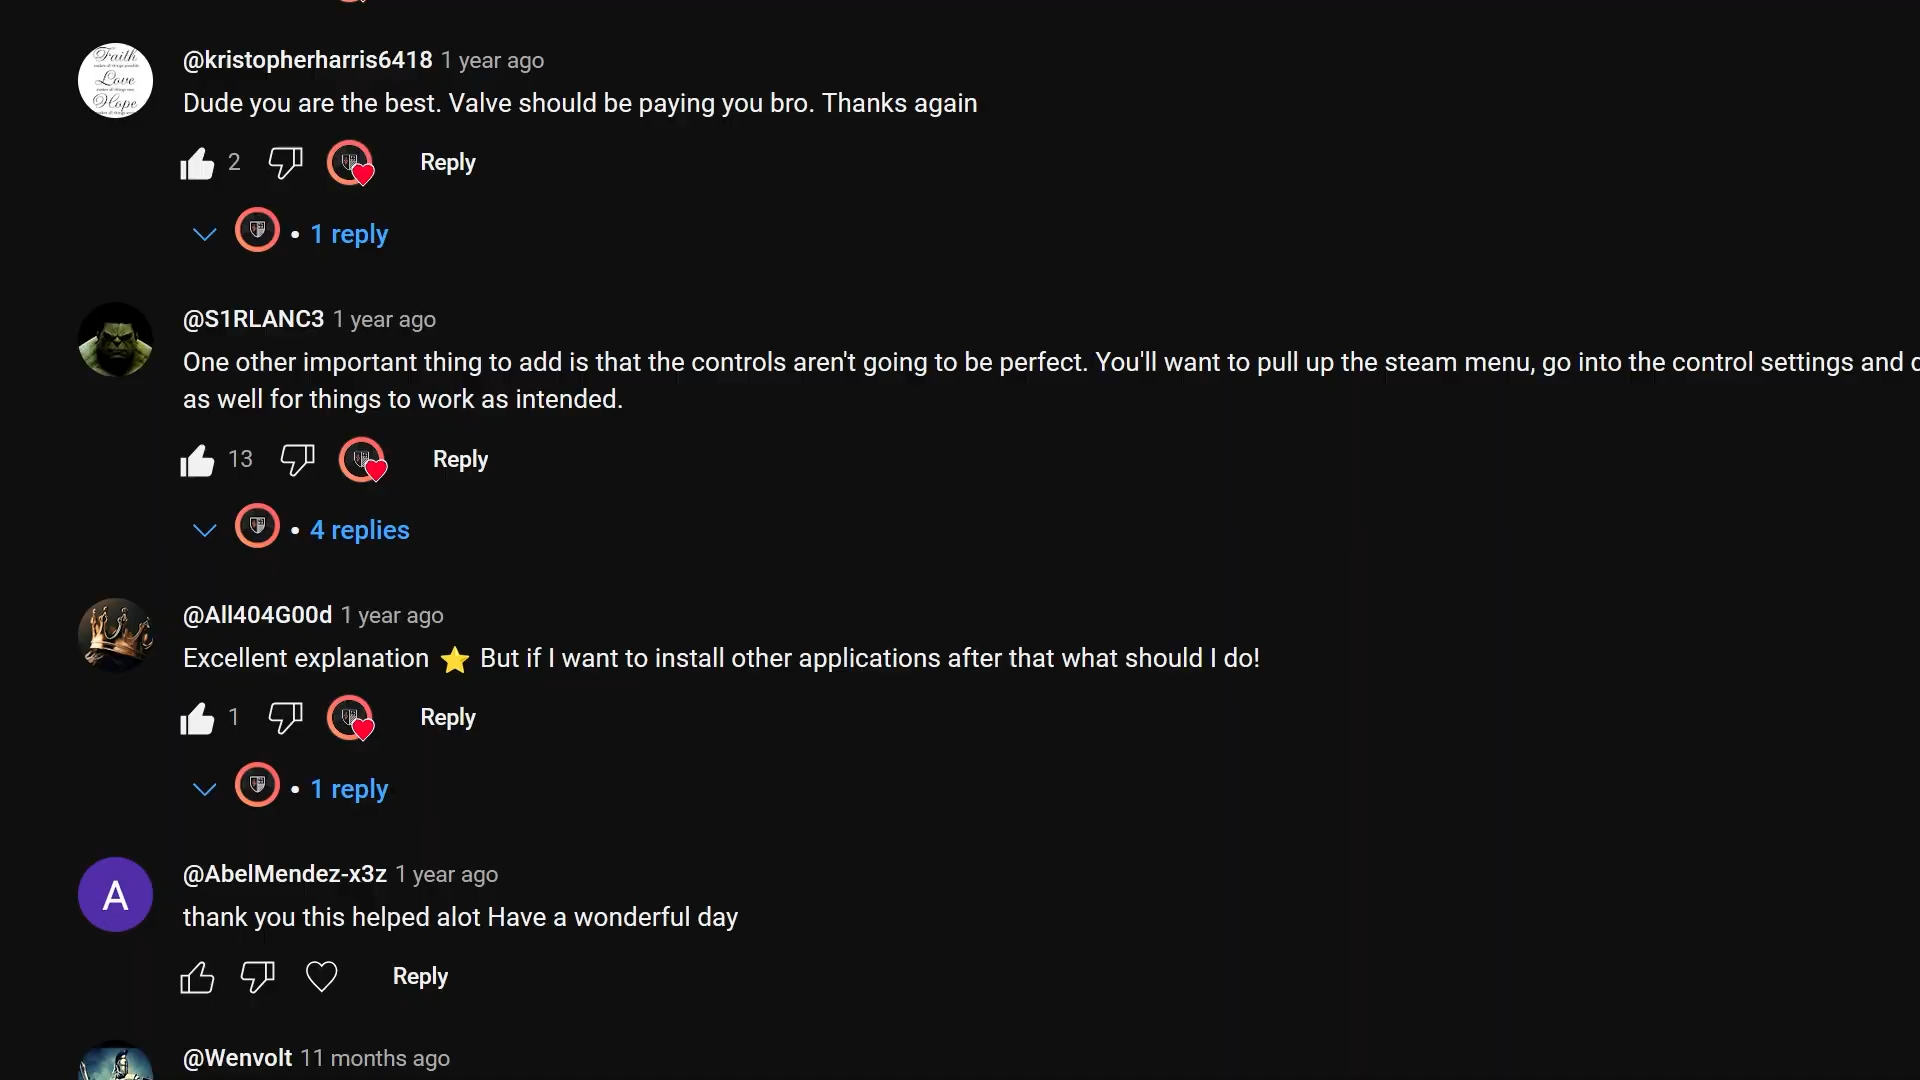 Faith
Love
Hope
@kristopherharris6418 1 year ago
Dude you are the best. Valve should be paying you bro. Thanks again
2 Reply
• 1 reply
@S1RLANC3 1 year ago
One other important thing to add is that the controls aren't going to be perfect. You'll want to pull up the steam menu, go into the control settings and
as well for things to work as intended.
13 Reply
• 4 replies
@All404G00d 1 year ago
Excellent explanation ⭐ But if I want to install other applications after that what should I do!
1 Reply
• 1 reply
A
@AbelMendez-x3z 1 year ago
thank you this helped alot Have a wonderful day
Reply
@Wenvolt 11 months ago